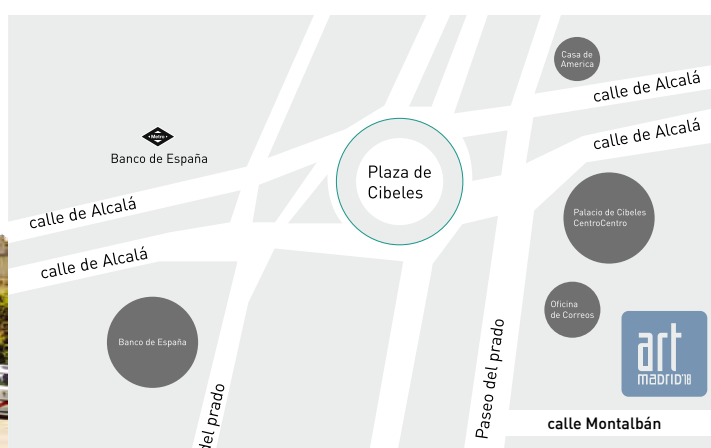 Casa de
America
calle de Alcalá
Metro
calle de Alcalá
Banco de España
Plaza de
Cibeles
calle de Alcalá
Palacio de Cibeles
CentroCentro
calle de Alcalá
Oficina
de Correos
Banco de España
art
madrid'18
Paseo del prado
del prado
calle Montalbán